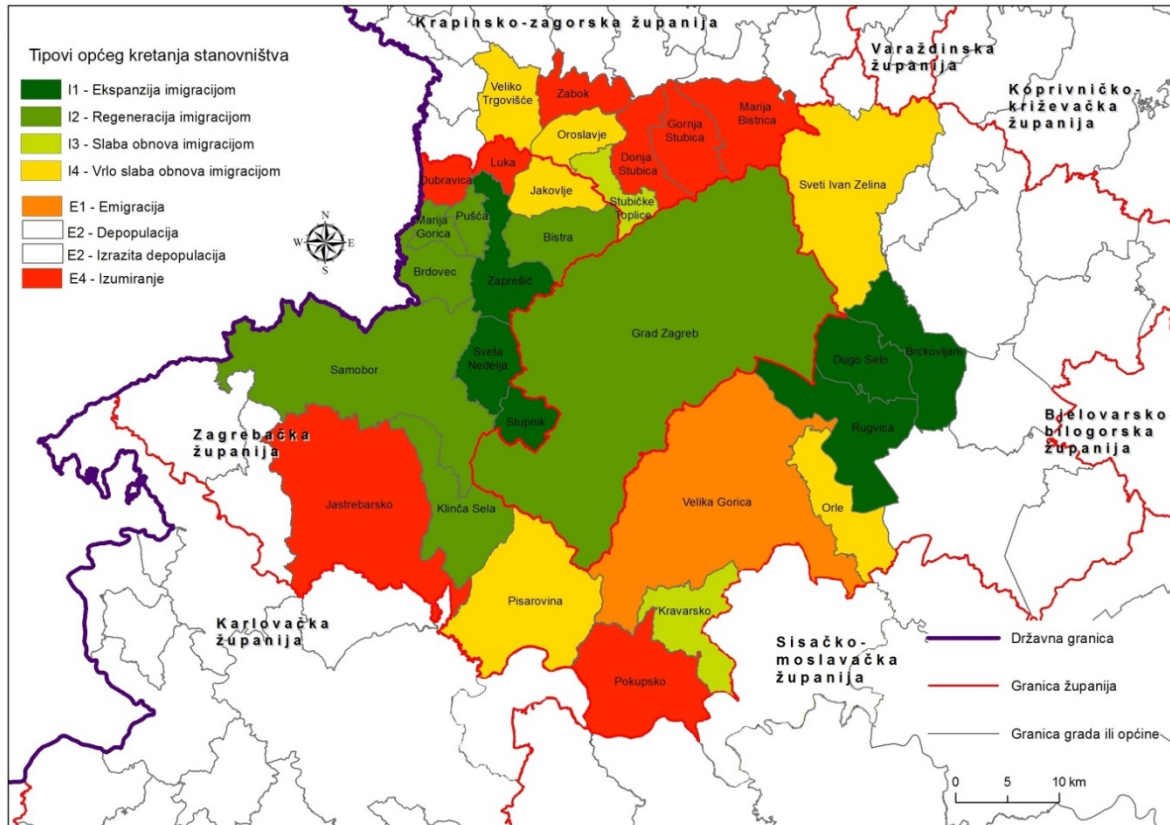 Krapinsko-zagorska županija
Tipovi općeg kretanja stanovništva
I1 - Ekspanzija imigracijom
I2 - Regeneracija imigracijom
I3 - Slaba obnova imigracijom
I4 - Vrlo slaba obnova imigracijom
E1 - Emigracija
E2 - Depopulacija
E2 - Izrazita depopulacija
E4 - Izumiranje
Varaždinska
županija
Koprivničko-
križevačka
županija
Veliko
Trgovišće
Zabok
Oroslavje
Gornja
Stubica
Marija
Bistrica
Donja
Stubica
Luka
Dubravica
Jakovlje
Stubičke
Toplice
Sveti Ivan Zelina
Marija
Gorica
Pušća
Bistra
Brdovec
Zaprešić
N
W
E
S
Grad Zagreb
Samobor
Sveta
Nedelja
Dugo Selo
Brckovljani
Stupnik
Rugvica
Bjelovarsko
bilogorska
županija
Zagrebačka
županija
Jastrebarsko
Klinča Sela
Velika Gorica
Orle
Pisarovina
Kravarsko
Karlovačka
županija
Sisačko-
moslavačka
županija
Pokupsko
Državna granica
Granica županija
Granica grada ili općine
0 5 10 km